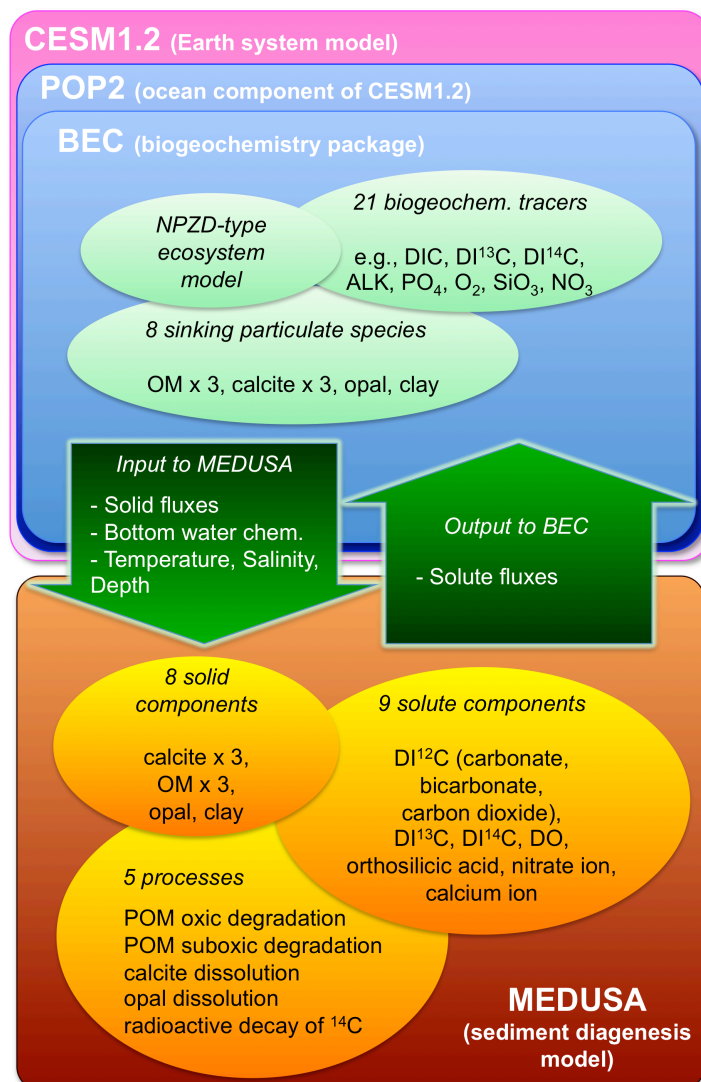 CESM1.2 (Earth system model)
POP2 (ocean component of CESM1.2)
BEC (biogeochemistry package)
NPZD-type
ecosystem
model
21 biogeochem. tracers
e.g., DIC, DI¹³C, DI¹⁴C,
ALK, PO₄, O₂, SiO₃, NO₃
8 sinking particulate species
OM x 3, calcite x 3, opal, clay
Input to MEDUSA
- Solid fluxes
- Bottom water chem.
- Temperature, Salinity,
Depth
Output to BEC
- Solute fluxes
8 solid
components
calcite x 3,
OM x 3,
opal, clay
9 solute components
DI¹²C (carbonate,
bicarbonate,
carbon dioxide),
DI¹³C, DI¹⁴C, DO,
orthosilicic acid, nitrate ion,
calcium ion
5 processes
POM oxic degradation
POM suboxic degradation
calcite dissolution
opal dissolution
radioactive decay of ¹⁴C
MEDUSA
(sediment diagenesis
model)